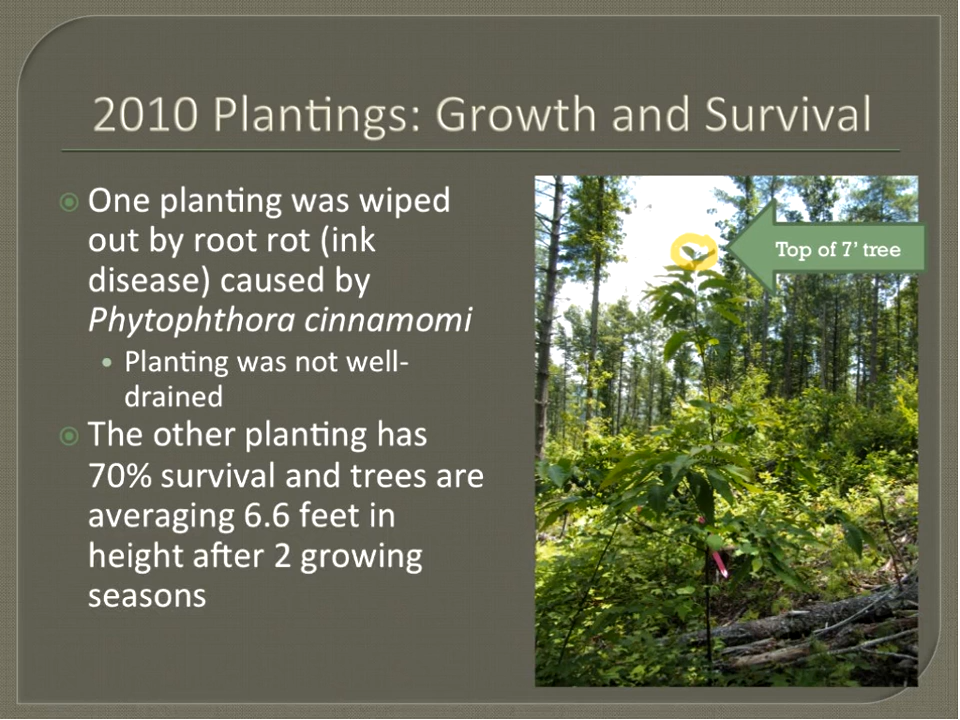 2010 Plantings: Growth and Survival
One planting was wiped
out by root rot (ink
disease) caused by
Phytophthora cinnamomi
Planting was not well-
drained
The other planting has
70% survival and trees are
averaging 6.6 feet in
height after 2 growing
seasons
Top of 7’ tree